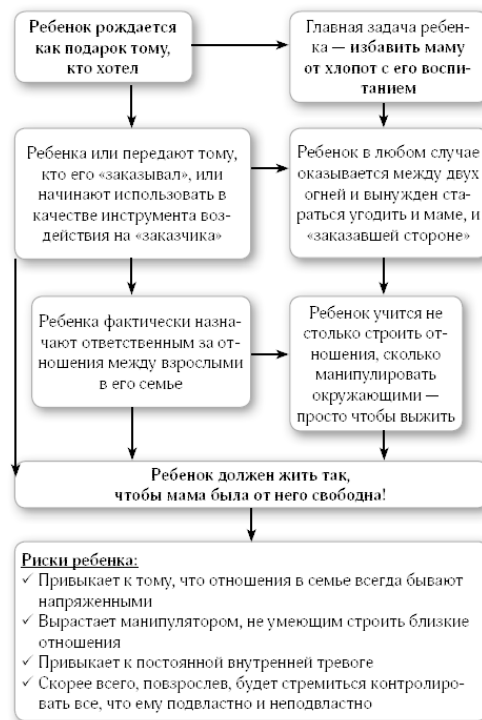 Ребенок рождается
как подарок тому,
кто хотел
Главная задача ребен-
ка — избавить маму
от хлопот с его воспи-
танием
Ребенка или передают тому,
кто его «заказывал», или
начинают использовать в
качестве инструмента воз-
действия на «заказчика»
Ребенок в любом случае
оказывается между двух
огней и вынужден ста-
раться угодить и маме, и
«заказавшей стороне»
Ребенка фактически назна-
чают ответственным за от-
ношения между взрослыми
в его семье
Ребенок учится не
столько строить от-
ношения, сколько
манипулировать
окружающими —
просто чтобы выжить
Ребенок должен жить так,
чтобы мама была от него свободна!
Риски ребенка:
✓ Привыкает к тому, что отношения в семье всегда бывают
напряженными
✓ Вырастает манипулятором, не умеющим строить близкие
отношения
✓ Привыкает к постоянной внутренней тревоге
✓ Скорее всего, повзрослев, будет стремиться контролиро-
вать все, что ему подвластно и неподвластно